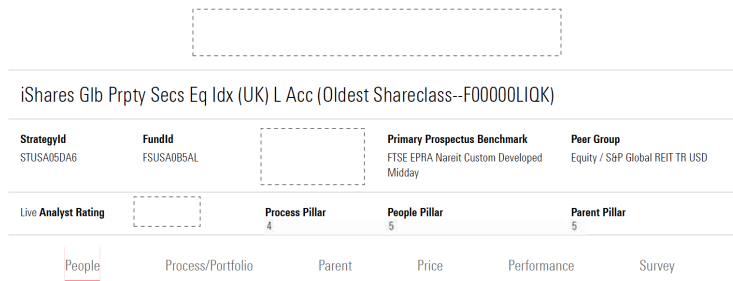 iShares Glb Prpty Secs Eq Idx (UK) L Acc (Oldest Shareclass--F00000LIQK)
StrategyId FundId Primary Prospectus Benchmark Peer Group
STUSA05DA6 FSUSA0B5AL FTSE EPRA Nareit Custom Developed Equity / S&P Global REIT TR USD
Midday
Live Analyst Rating Process Pillar People Pillar Parent Pillar
4 5 5
People Process/Portfolio Parent Price Performance Survey